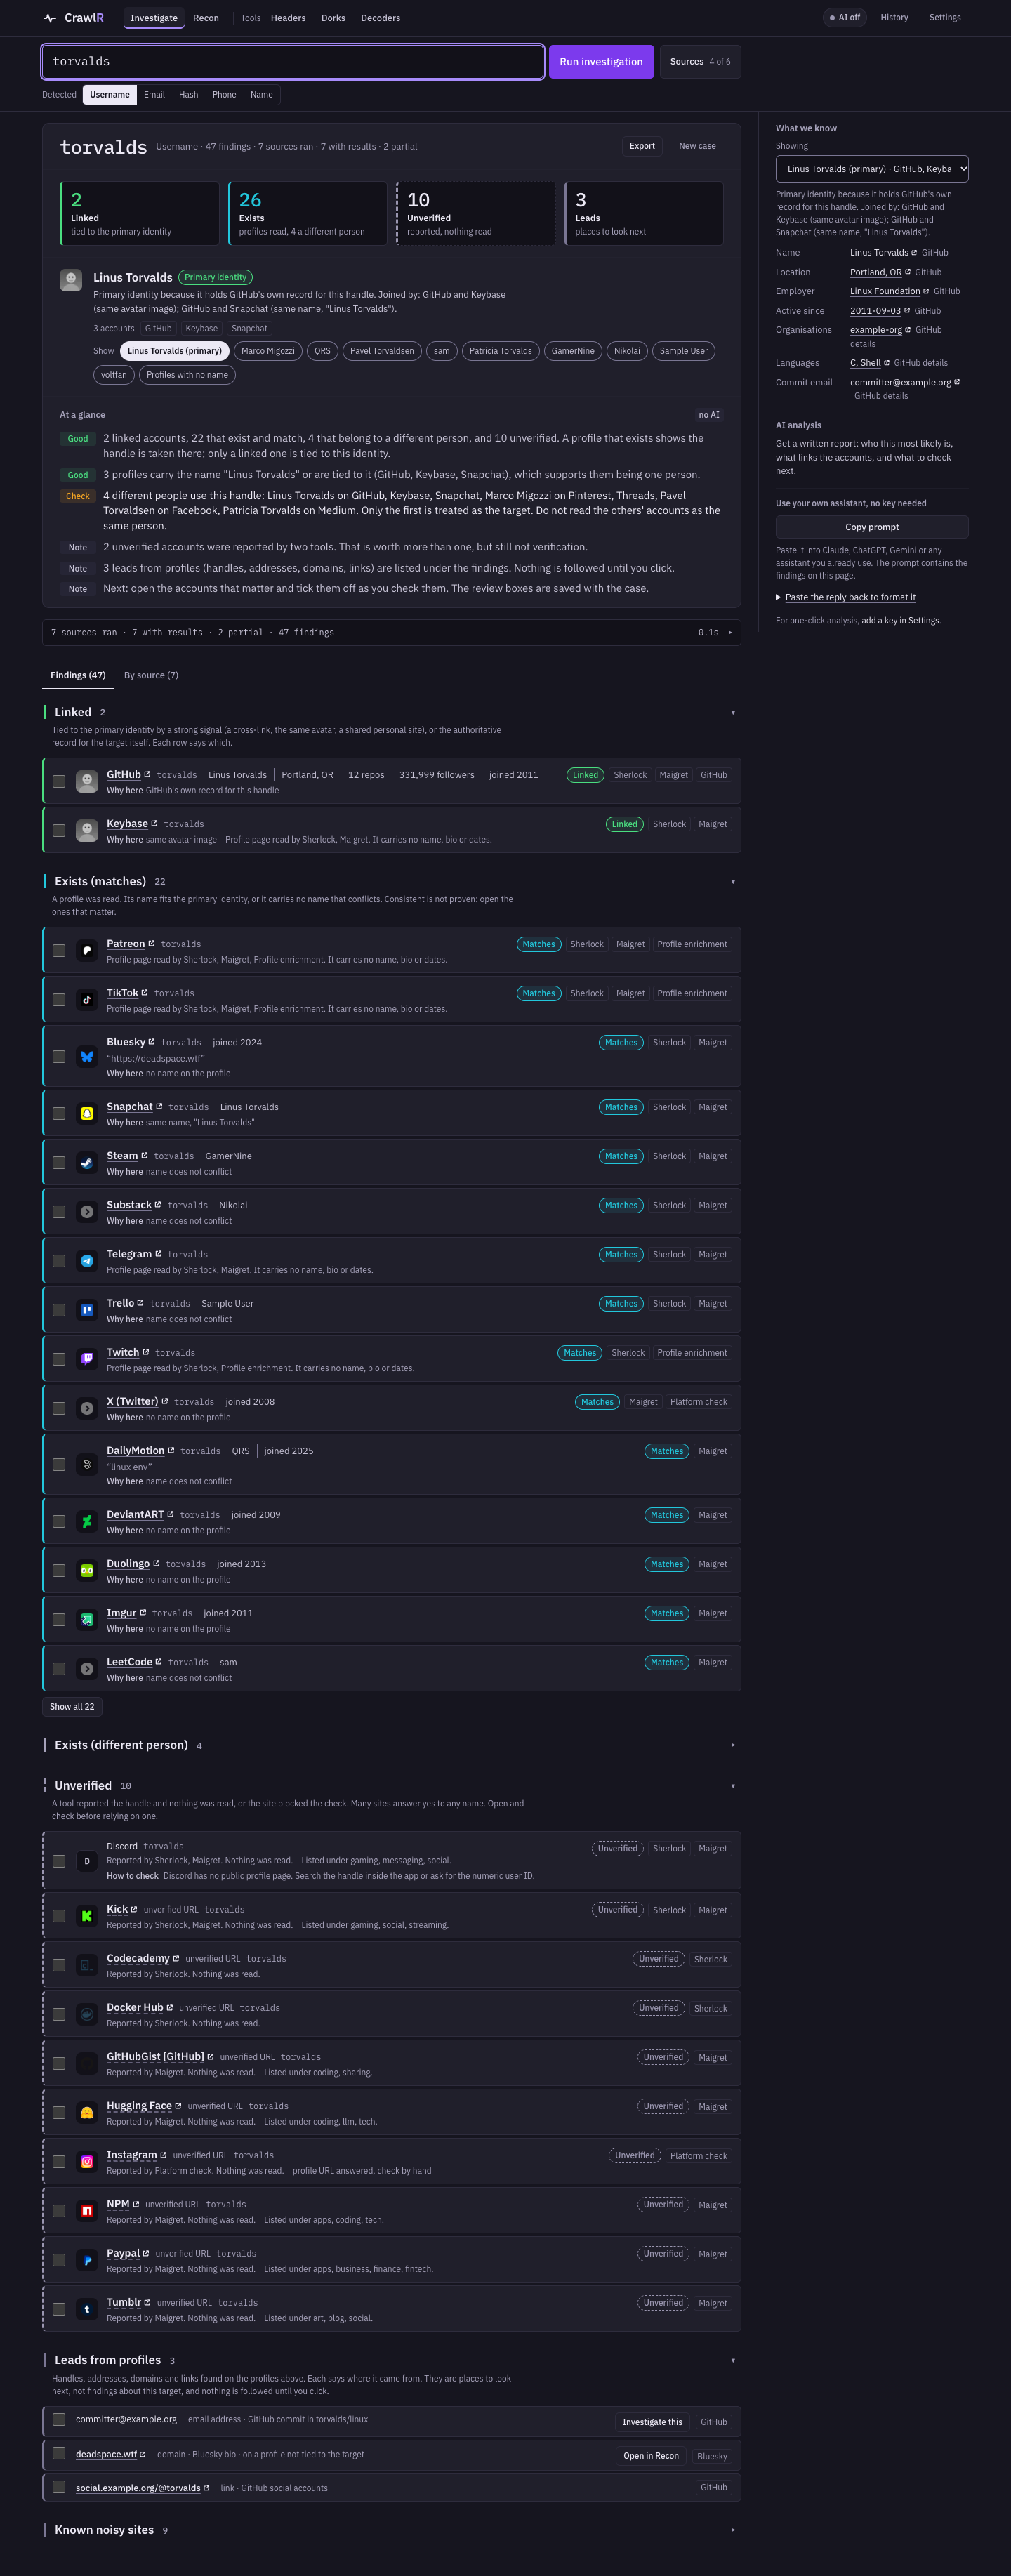 CrawlR
Investigate Recon Tools Headers Dorks Decoders AI off History Settings
torvalds Run investigation Sources 4 of 6
Detected Username Email Hash Phone Name
torvalds Username · 47 findings · 7 sources ran · 7 with results · 2 partial Export New case
2
Linked
tied to the primary identity
26
Exists
profiles read, 4 a different person
10
Unverified
reported, nothing read
3
Leads
places to look next
Linus Torvalds Primary identity
Primary identity because it holds GitHub's own record for this handle. Joined by: GitHub and Keybase
(same avatar image); GitHub and Snapchat (same name, "Linus Torvalds").
3 accounts GitHub Keybase Snapchat
Show Linus Torvalds (primary) Marco Migozzi QRS Pavel Torvaldsen sam Patricia Torvalds GamerNine Nikolai Sample User
voltfan Profiles with no name
At a glance no AI
Good 2 linked accounts, 22 that exist and match, 4 that belong to a different person, and 10 unverified. A profile that exists shows the
handle is taken there; only a linked one is tied to this identity.
Good 3 profiles carry the name "Linus Torvalds" or are tied to it (GitHub, Keybase, Snapchat), which supports them being one person.
Check 4 different people use this handle: Linus Torvalds on GitHub, Keybase, Snapchat, Marco Migozzi on Pinterest, Threads, Pavel
Torvaldsen on Facebook, Patricia Torvalds on Medium. Only the first is treated as the target. Do not read the others' accounts as the
same person.
Note 2 unverified accounts were reported by two tools. That is worth more than one, but still not verification.
Note 3 leads from profiles (handles, addresses, domains, links) are listed under the findings. Nothing is followed until you click.
Note Next: open the accounts that matter and tick them off as you check them. The review boxes are saved with the case.
7 sources ran · 7 with results · 2 partial · 47 findings 0.1s
What we know
Showing
Linus Torvalds (primary) · GitHub, Keyba
Primary identity because it holds GitHub's own
record for this handle. Joined by: GitHub and
Keybase (same avatar image); GitHub and
Snapchat (same name, "Linus Torvalds").
Name Linus Torvalds GitHub
Location Portland, OR GitHub
Employer Linux Foundation GitHub
Active since 2011-09-03 GitHub
Organisations example-org GitHub
details
Languages C, Shell GitHub details
Commit email committer@example.org
GitHub details
AI analysis
Get a written report: who this most likely is,
what links the accounts, and what to check
next.
Use your own assistant, no key needed
Copy prompt
Paste it into Claude, ChatGPT, Gemini or any
assistant you already use. The prompt contains the
findings on this page.
Paste the reply back to format it
For one-click analysis, add a key in Settings.
Findings (47) By source (7)
Linked 2
Tied to the primary identity by a strong signal (a cross-link, the same avatar, a shared personal site), or the authoritative
record for the target itself. Each row says which.
GitHub torvalds Linus Torvalds Portland, OR 12 repos 331,999 followers joined 2011 Linked Sherlock Maigret GitHub
Why here GitHub's own record for this handle
Keybase torvalds Linked Sherlock Maigret
Why here same avatar image Profile page read by Sherlock, Maigret. It carries no name, bio or dates.
Exists (matches) 22
A profile was read. Its name fits the primary identity, or it carries no name that conflicts. Consistent is not proven: open the
ones that matter.
Patreon torvalds Matches Sherlock Maigret Profile enrichment
Profile page read by Sherlock, Maigret, Profile enrichment. It carries no name, bio or dates.
TikTok torvalds Matches Sherlock Maigret Profile enrichment
Profile page read by Sherlock, Maigret, Profile enrichment. It carries no name, bio or dates.
Bluesky torvalds joined 2024 Matches Sherlock Maigret
“https://deadspace.wtf”
Why here no name on the profile
Snapchat torvalds Linus Torvalds Matches Sherlock Maigret
Why here same name, "Linus Torvalds"
Steam torvalds GamerNine Matches Sherlock Maigret
Why here name does not conflict
Substack torvalds Nikolai Matches Sherlock Maigret
Why here name does not conflict
Telegram torvalds Matches Sherlock Maigret
Profile page read by Sherlock, Maigret. It carries no name, bio or dates.
Trello torvalds Sample User Matches Sherlock Maigret
Why here name does not conflict
Twitch torvalds Matches Sherlock Profile enrichment
Profile page read by Sherlock, Profile enrichment. It carries no name, bio or dates.
X (Twitter) torvalds joined 2008 Matches Maigret Platform check
Why here no name on the profile
DailyMotion torvalds QRS joined 2025 Matches Maigret
“linux env”
Why here name does not conflict
DeviantART torvalds joined 2009 Matches Maigret
Why here no name on the profile
Duolingo torvalds joined 2013 Matches Maigret
Why here no name on the profile
Imgur torvalds joined 2011 Matches Maigret
Why here no name on the profile
LeetCode torvalds sam Matches Maigret
Why here name does not conflict
Show all 22
Exists (different person) 4
Unverified 10
A tool reported the handle and nothing was read, or the site blocked the check. Many sites answer yes to any name. Open and
check before relying on one.
D Discord torvalds Unverified Sherlock Maigret
Reported by Sherlock, Maigret. Nothing was read. Listed under gaming, messaging, social.
How to check Discord has no public profile page. Search the handle inside the app or ask for the numeric user ID.
Kick unverified URL torvalds Unverified Sherlock Maigret
Reported by Sherlock, Maigret. Nothing was read. Listed under gaming, social, streaming.
Codecademy unverified URL torvalds Unverified Sherlock
Reported by Sherlock. Nothing was read.
Docker Hub unverified URL torvalds Unverified Sherlock
Reported by Sherlock. Nothing was read.
GitHubGist [GitHub] unverified URL torvalds Unverified Maigret
Reported by Maigret. Nothing was read. Listed under coding, sharing.
Hugging Face unverified URL torvalds Unverified Maigret
Reported by Maigret. Nothing was read. Listed under coding, llm, tech.
Instagram unverified URL torvalds Unverified Platform check
Reported by Platform check. Nothing was read. profile URL answered, check by hand
NPM unverified URL torvalds Unverified Maigret
Reported by Maigret. Nothing was read. Listed under apps, coding, tech.
Paypal unverified URL torvalds Unverified Maigret
Reported by Maigret. Nothing was read. Listed under apps, business, finance, fintech.
Tumblr unverified URL torvalds Unverified Maigret
Reported by Maigret. Nothing was read. Listed under art, blog, social.
Leads from profiles 3
Handles, addresses, domains and links found on the profiles above. Each says where it came from. They are places to look
next, not findings about this target, and nothing is followed until you click.
committer@example.org email address · GitHub commit in torvalds/linux Investigate this GitHub
deadspace.wtf domain · Bluesky bio · on a profile not tied to the target Open in Recon Bluesky
social.example.org/@torvalds link · GitHub social accounts GitHub
Known noisy sites 9